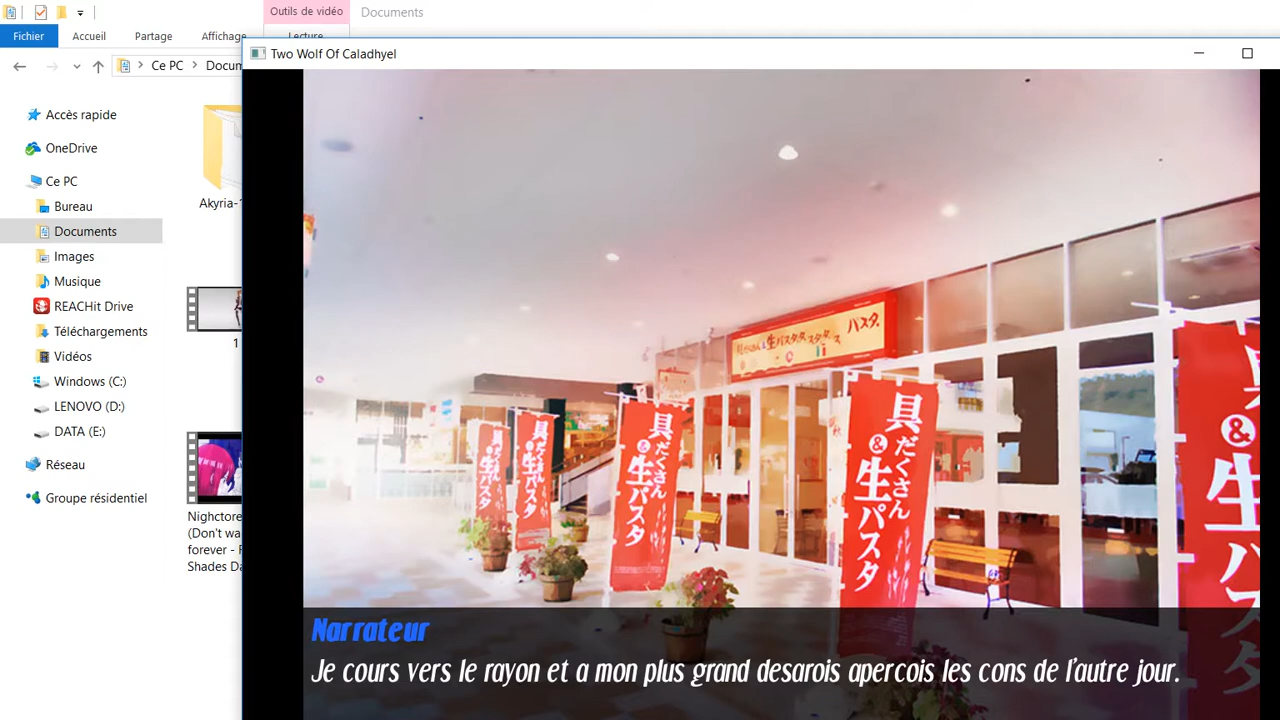 Outils de vidéo
Documents
Fichier
Accueil
Partage
Affichage
Lecture
Two Wolf Of Caladhyel
Ce PC
Docum
Accès rapide
OneDrive
Ce PC
Bureau
Documents
Images
Musique
REACHit Drive
Téléchargements
Vidéos
Windows (C:)
LENOVO (D:)
DATA (E:)
Réseau
Groupe résidentiel
Akyria-
1
Nightcore
(Don't wa
forever - F
Shades Da
具だくさん&生パスタ
具だくさん&生パスタ
具だくさん&生パスタ
具だくさん&生パスタ
パスタ
具
&
生パ
Narrateur
Je cours vers le rayon et a mon plus grand desarois apercois les cons de l'autre jour.